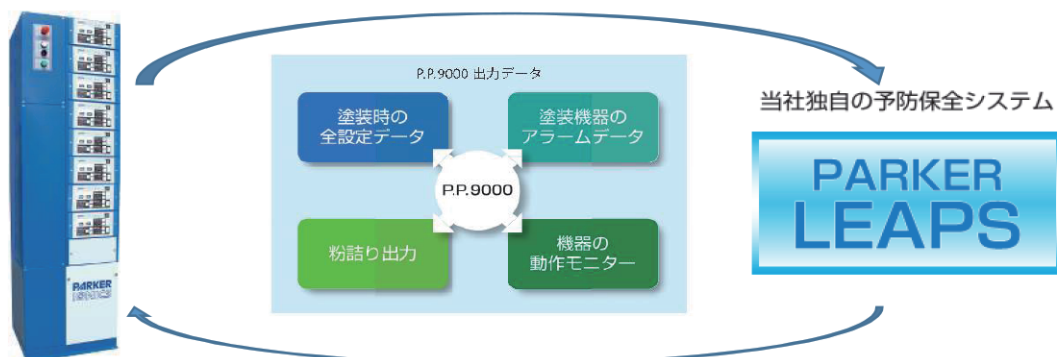 P.P.9000 出力データ
塗装時の
全設定データ
塗装機器の
アラームデータ
P.P.9000
粉詰り出力
機器の
動作モニター
当社独自の予防保全システム
PARKER
LEAPS
PARKER
IONICS